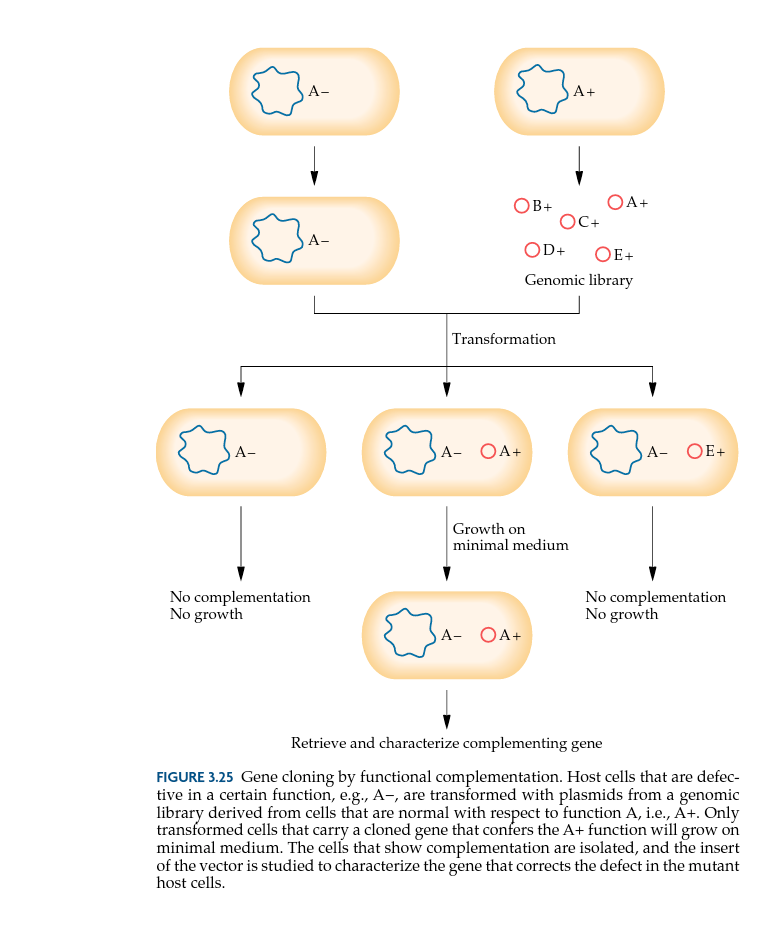 A−
A+
A−
B+
A+
C+
D+
E+
Genomic library
Transformation
A−
A−
A+
A−
E+
Growth on
minimal medium
No complementation
No growth
No complementation
No growth
A−
A+
Retrieve and characterize complementing gene
FIGURE 3.25 Gene cloning by functional complementation. Host cells that are defec-
tive in a certain function, e.g., A−, are transformed with plasmids from a genomic
library derived from cells that are normal with respect to function A, i.e., A+. Only
transformed cells that carry a cloned gene that confers the A+ function will grow on
minimal medium. The cells that show complementation are isolated, and the insert
of the vector is studied to characterize the gene that corrects the defect in the mutant
host cells.